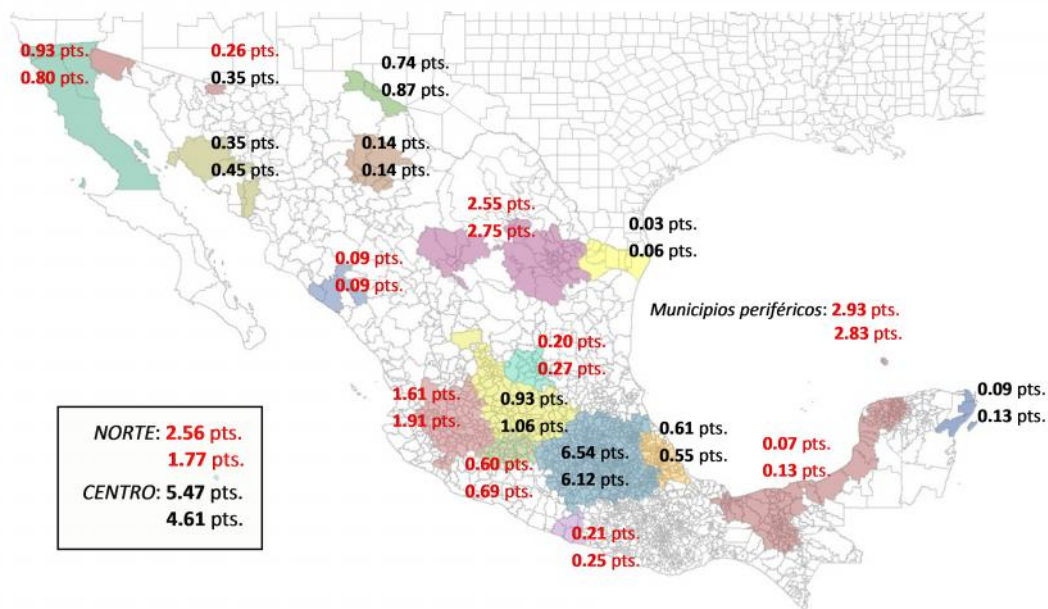 0.93 pts.
0.80 pts.
0.26 pts.
0.35 pts.
0.74 pts.
0.87 pts.
0.35 pts.
0.45 pts.
0.14 pts.
0.14 pts.
2.55 pts.
2.75 pts.
0.03 pts.
0.06 pts.
0.09 pts.
0.09 pts.
Municipios periféricos: 2.93 pts.
2.83 pts.
0.20 pts.
0.27 pts.
1.61 pts.
1.91 pts.
0.93 pts.
1.06 pts.
0.09 pts.
0.13 pts.
0.61 pts.
0.55 pts.
6.54 pts.
6.12 pts.
0.07 pts.
0.13 pts.
0.60 pts.
0.69 pts.
0.21 pts.
0.25 pts.
NORTE: 2.56 pts.
1.77 pts.
CENTRO: 5.47 pts.
4.61 pts.